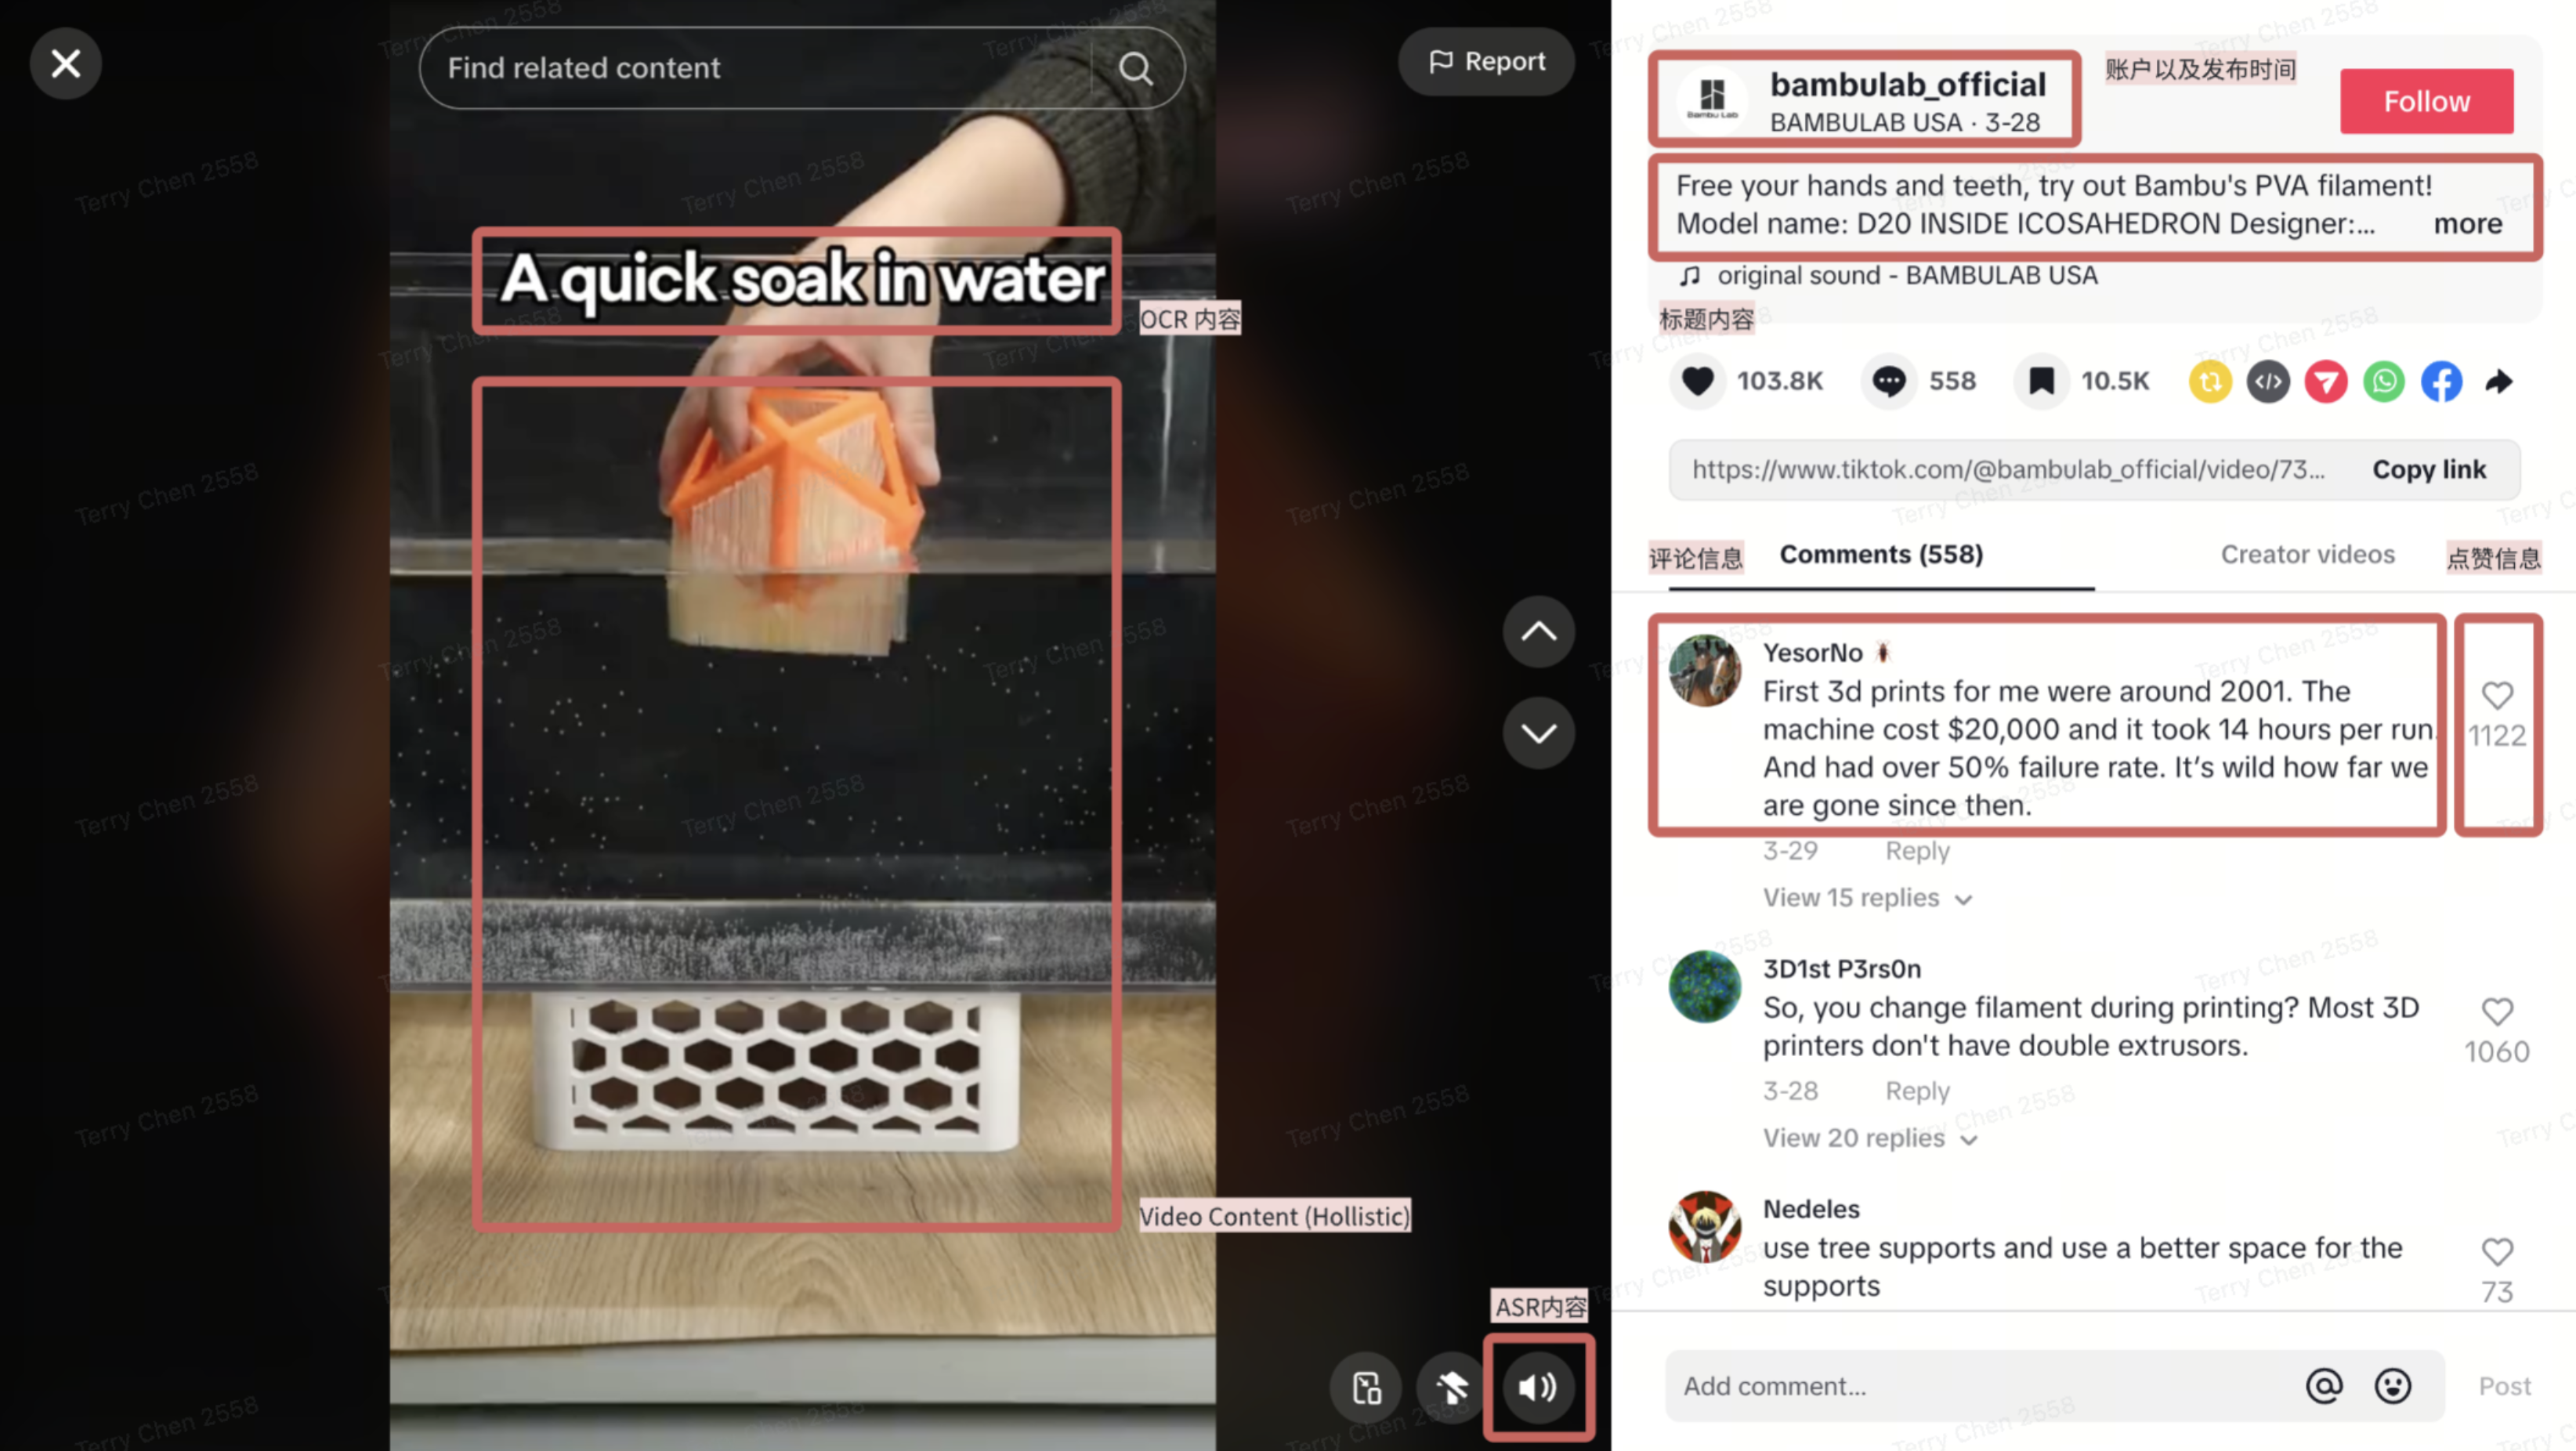 Find related content
Report
A quick soak in water
OCR 内容
Video Content (Hollistic)
ASR内容
Bambu Lab
bambulab_official
BAMBULAB USA · 3-28
账户以及发布时间
Follow
Free your hands and teeth, try out Bambu's PVA filament!
Model name: D20 INSIDE ICOSAHEDRON Designer:... more
original sound - BAMBULAB USA
标题内容
103.8K 558 10.5K
https://www.tiktok.com/@bambulab_official/video/73... Copy link
评论信息 Comments (558) Creator videos 点赞信息
YesorNo
First 3d prints for me were around 2001. The
machine cost $20,000 and it took 14 hours per run.
And had over 50% failure rate. It’s wild how far we
are gone since then.
1122
3-29 Reply
View 15 replies
3D1st P3rs0n
So, you change filament during printing? Most 3D
printers don't have double extrusors.
1060
3-28 Reply
View 20 replies
Nedeles
use tree supports and use a better space for the
supports
73
Add comment... Post
Terry Chen 2558